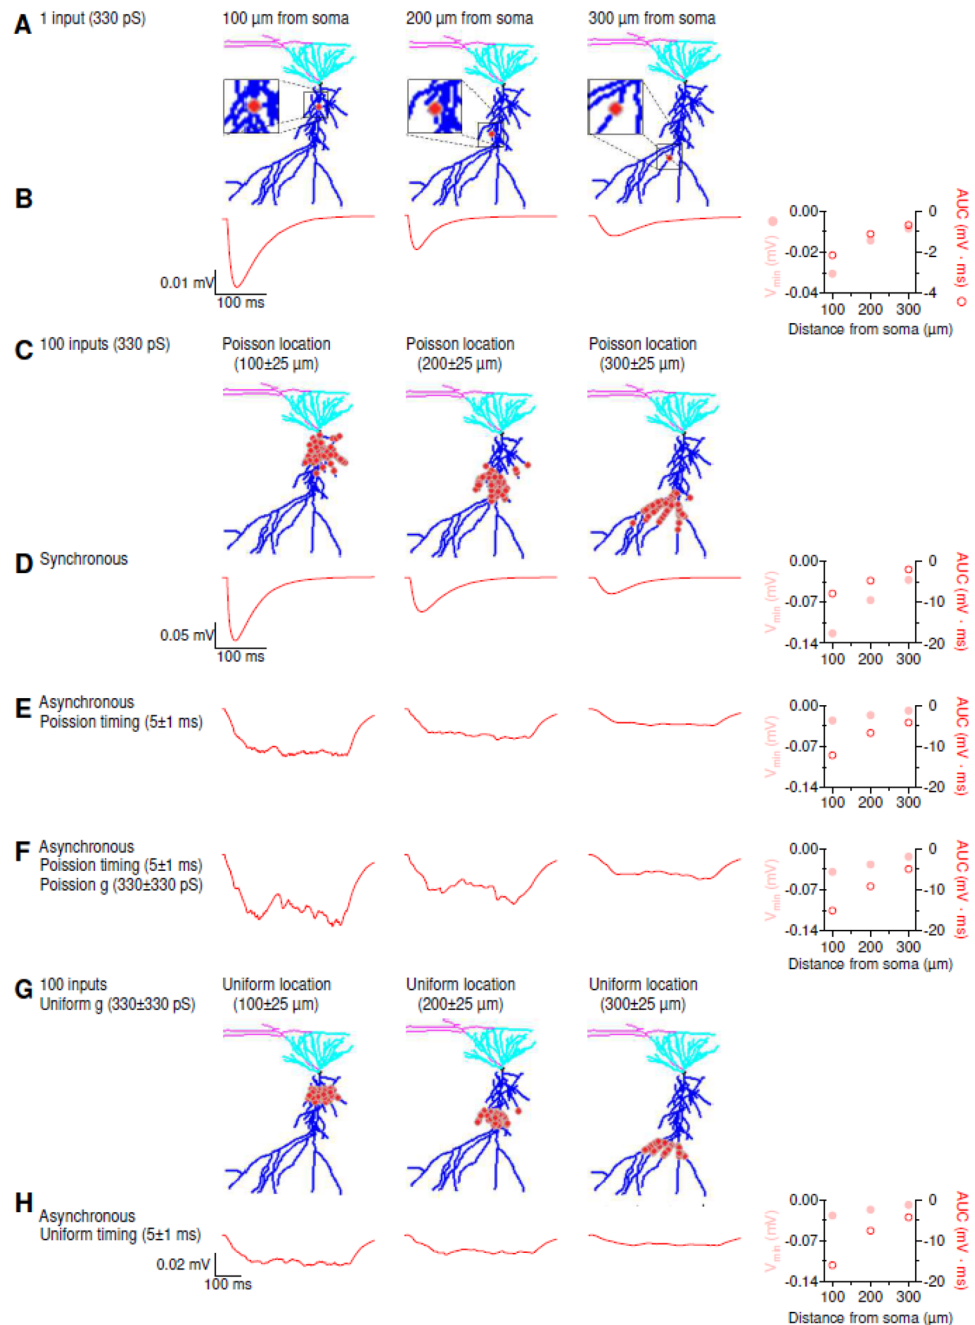 A 1 input (330 pS) 100 µm from soma 200 µm from soma 300 µm from soma
B
0.01 mV
100 ms
Vmin (mV)
0.00
-0.02
-0.04
0
-2
-4
AUC (mV · ms)
100 200 300
Distance from soma (µm)
C 100 inputs (330 pS) Poisson location Poisson location Poisson location
(100±25 µm) (200±25 µm) (300±25 µm)
D Synchronous
0.05 mV
100 ms
Vmin (mV)
0.00
-0.07
-0.14
0
-10
-20
AUC (mV · ms)
100 200 300
E Asynchronous
Poission timing (5±1 ms)
Vmin (mV)
0.00
-0.07
-0.14
0
-10
-20
AUC (mV · ms)
100 200 300
F Asynchronous
Poission timing (5±1 ms)
Poission g (330±330 pS)
Vmin (mV)
0.00
-0.07
-0.14
0
-10
-20
AUC (mV · ms)
100 200 300
Distance from soma (µm)
G 100 inputs Uniform location Uniform location Uniform location
Uniform g (330±330 pS) (100±25 µm) (200±25 µm) (300±25 µm)
H Asynchronous
Uniform timing (5±1 ms)
0.02 mV
100 ms
Vmin (mV)
0.00
-0.07
-0.14
0
-10
-20
AUC (mV · ms)
100 200 300
Distance from soma (µm)